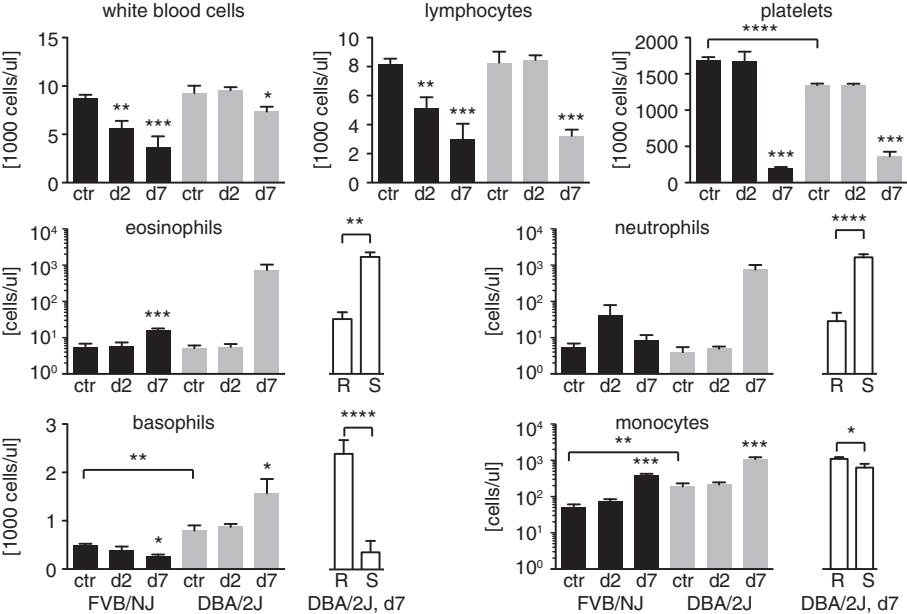 white blood cells
[1000 cells/ul]
15
10
5
0
**
***
*
ctr d2 d7 ctr d2 d7
lymphocytes
[1000 cells/ul]
10
8
6
4
2
0
**
***
***
ctr d2 d7 ctr d2 d7
platelets
[1000 cells/ul]
2000
1500
1000
500
0
****
***
***
ctr d2 d7 ctr d2 d7
eosinophils
[cells/ul]
10⁴
10³
10²
10¹
10⁰
***
ctr d2 d7 ctr d2 d7
**
R S
neutrophils
[cells/ul]
10⁴
10³
10²
10¹
10⁰
ctr d2 d7 ctr d2 d7
****
R S
basophils
[1000 cells/ul]
3
2
1
0
**
*
*
ctr d2 d7 ctr d2 d7
FVB/NJ DBA/2J
****
R S
DBA/2J, d7
monocytes
[cells/ul]
10⁴
10³
10²
10¹
10⁰
**
***
***
ctr d2 d7 ctr d2 d7
FVB/NJ DBA/2J
*
R S
DBA/2J, d7